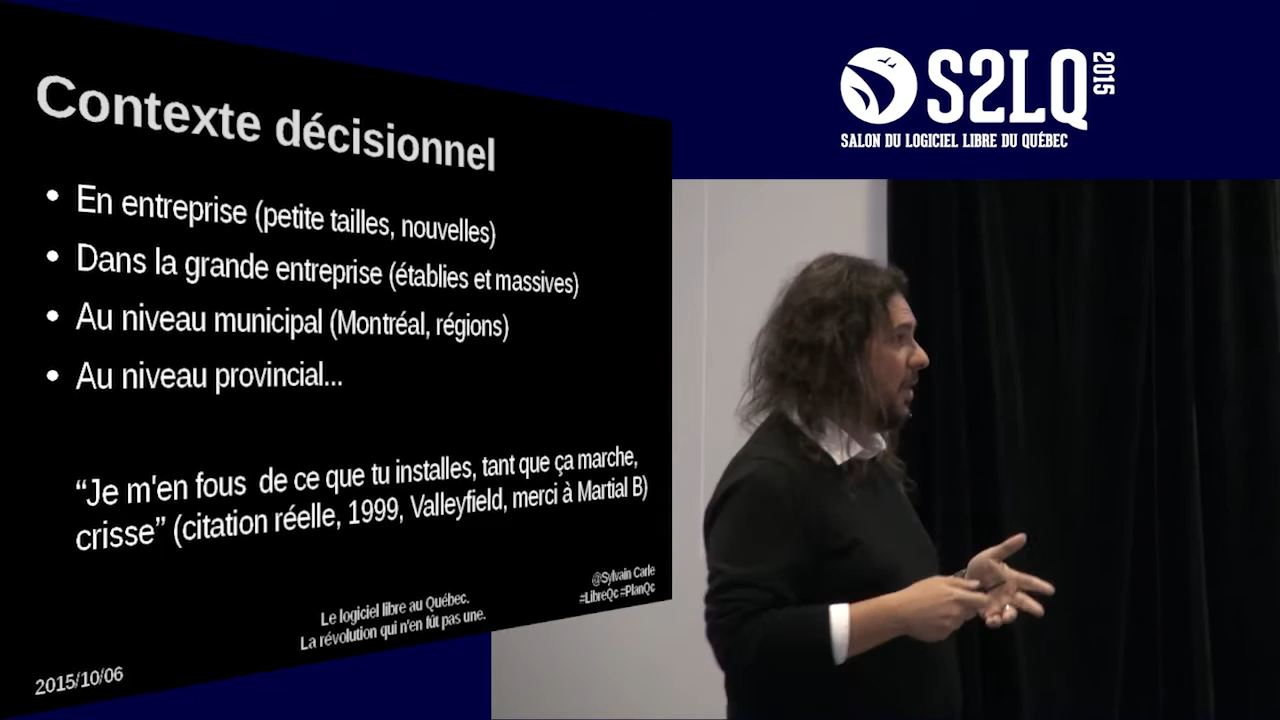 Contexte décisionnel
• En entreprise (petite tailles, nouvelles)
• Dans la grande entreprise (établies et massives)
• Au niveau municipal (Montréal, régions)
• Au niveau provincial...
“Je m'en fous de ce que tu installes, tant que ça marche,
crisse” (citation réelle, 1999, Valleyfield, merci à Martial B)
@Sylvain Carle
#LibreQc #PlanQc
Le logiciel libre au Québec.
La révolution qui n'en fût pas une.
2015/10/06
S2LQ 2015
SALON DU LOGICIEL LIBRE DU QUÉBEC